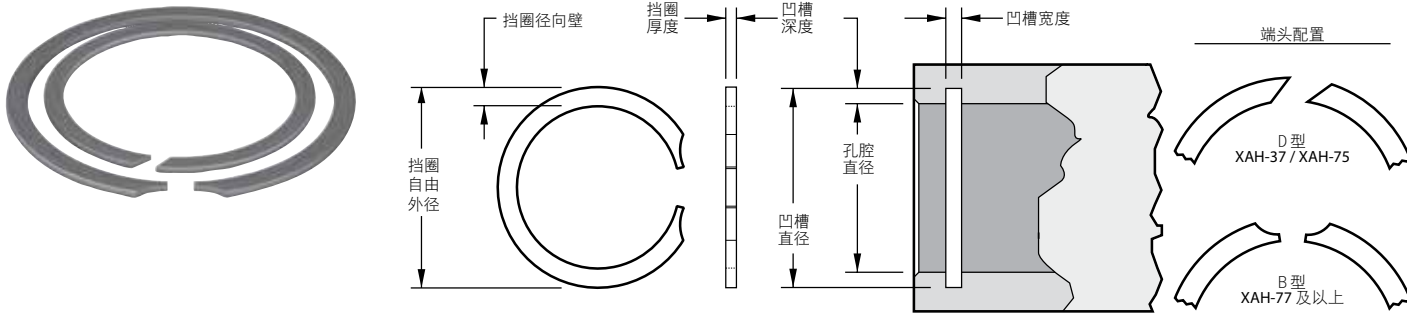 挡圈径向壁
挡圈
厚度
凹槽
深度
凹槽宽度
端头配置
挡圈
自由
外径
孔腔
直径
凹槽
直径
D 型
XAH-37 / XAH-75
B 型
XAH-77 及以上